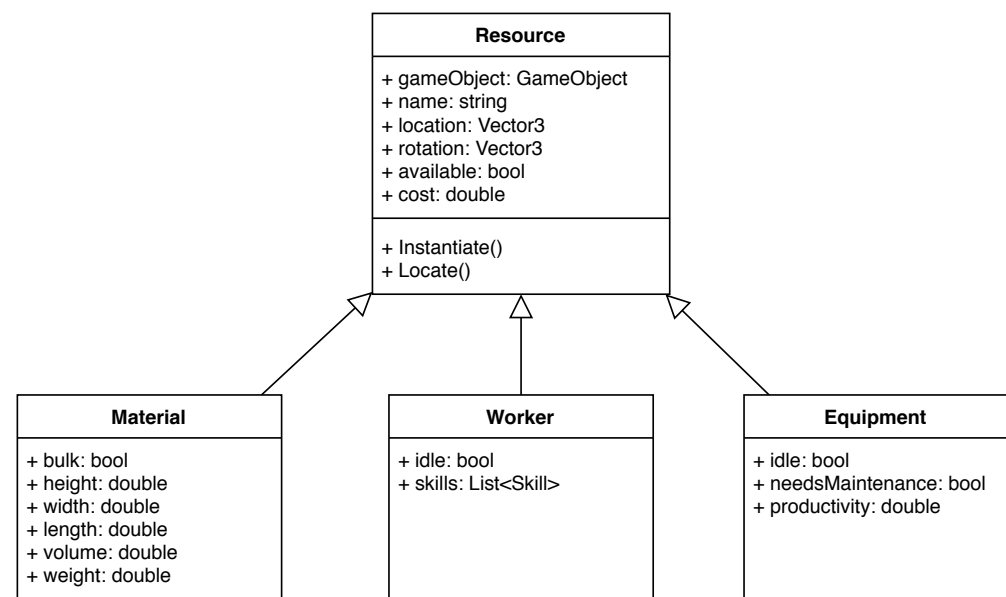 Resource
+ gameObject: GameObject
+ name: string
+ location: Vector3
+ rotation: Vector3
+ available: bool
+ cost: double
+ Instantiate()
+ Locate()
Material
+ bulk: bool
+ height: double
+ width: double
+ length: double
+ volume: double
+ weight: double
Worker
+ idle: bool
+ skills: List<Skill>
Equipment
+ idle: bool
+ needsMaintenance: bool
+ productivity: double